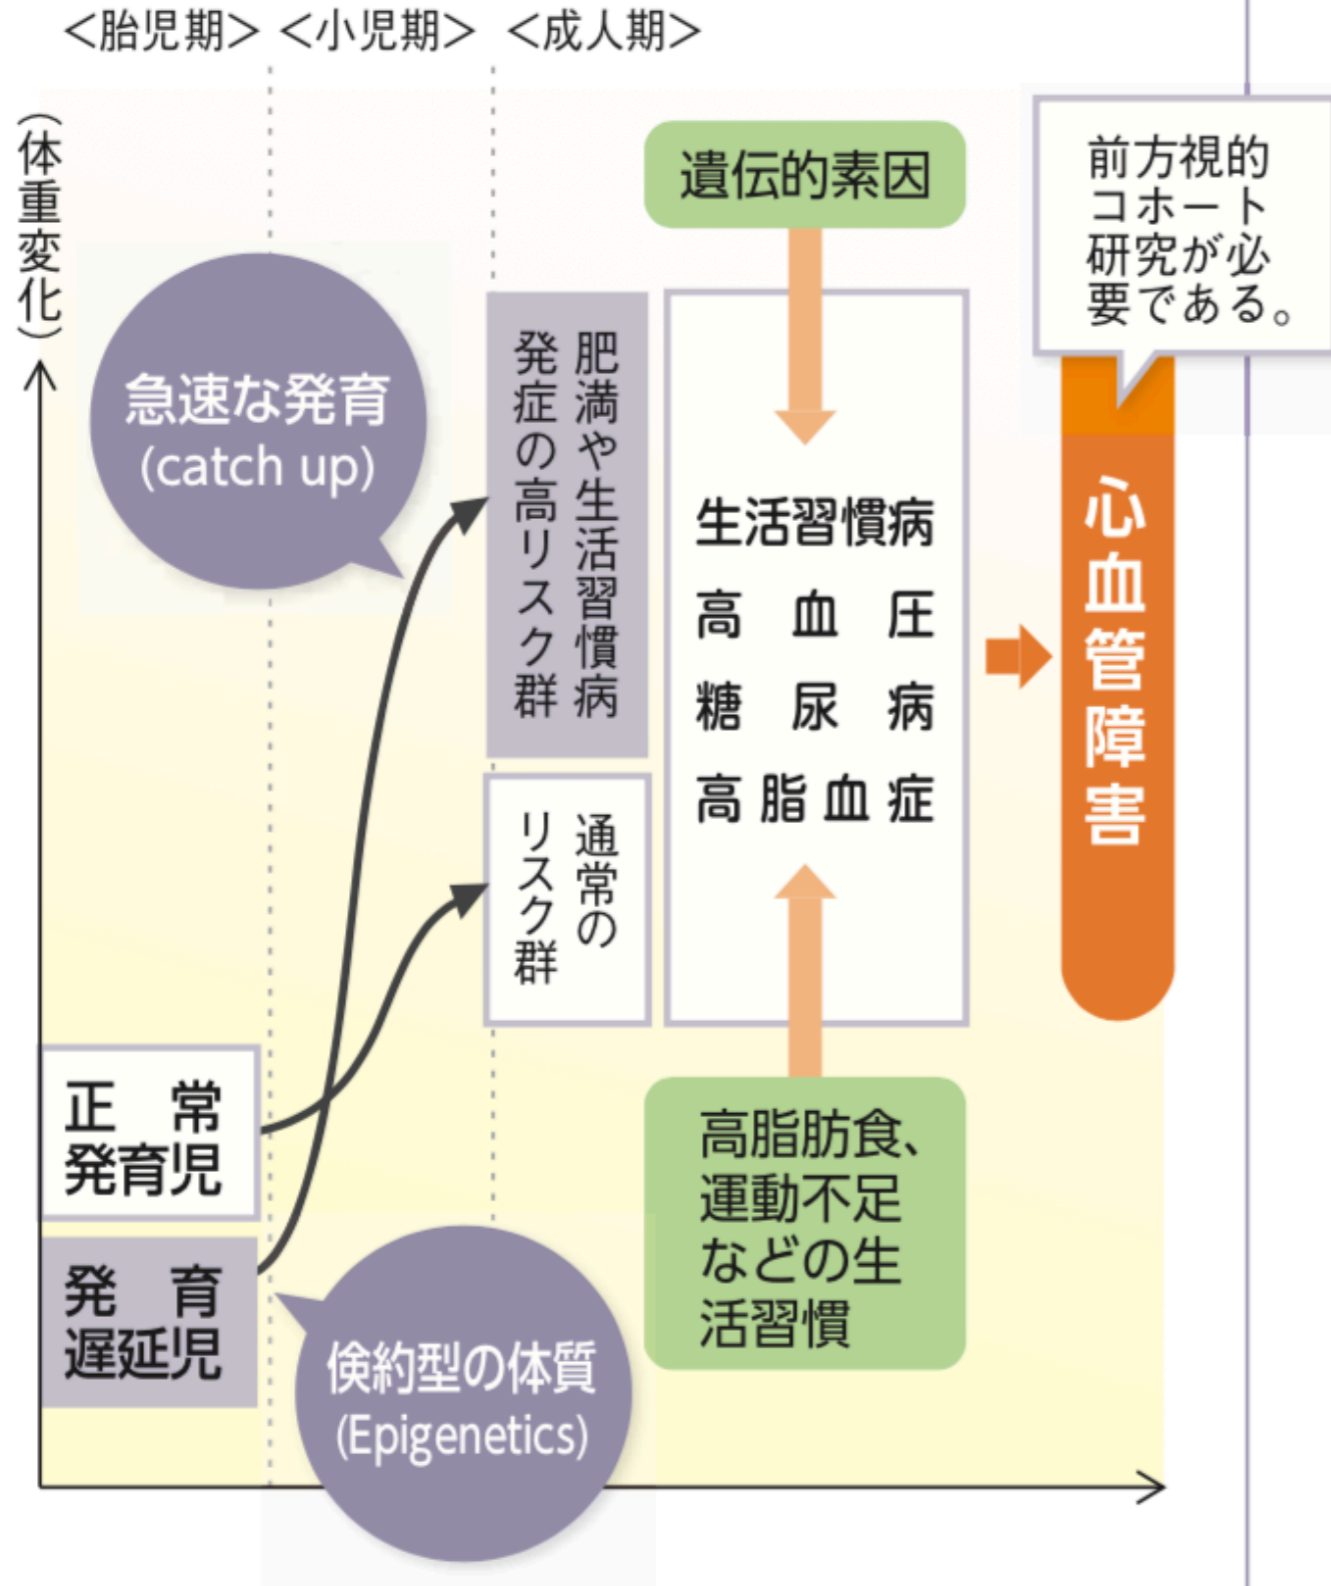 <胎児期>
<小児期>
<成人期>
(体重変化)
遺伝的素因
前方視的
コホート
研究が必
要である。
急速な発育
(catch up)
肥満や生活習慣病
発症の高リスク群
生活習慣病
高血圧
糖尿病
高脂血症
心血管障害
通常の
リスク群
正常
発育児
発育
遅延児
高脂肪食、
運動不足
などの生
活習慣
倹約型の体質
(Epigenetics)